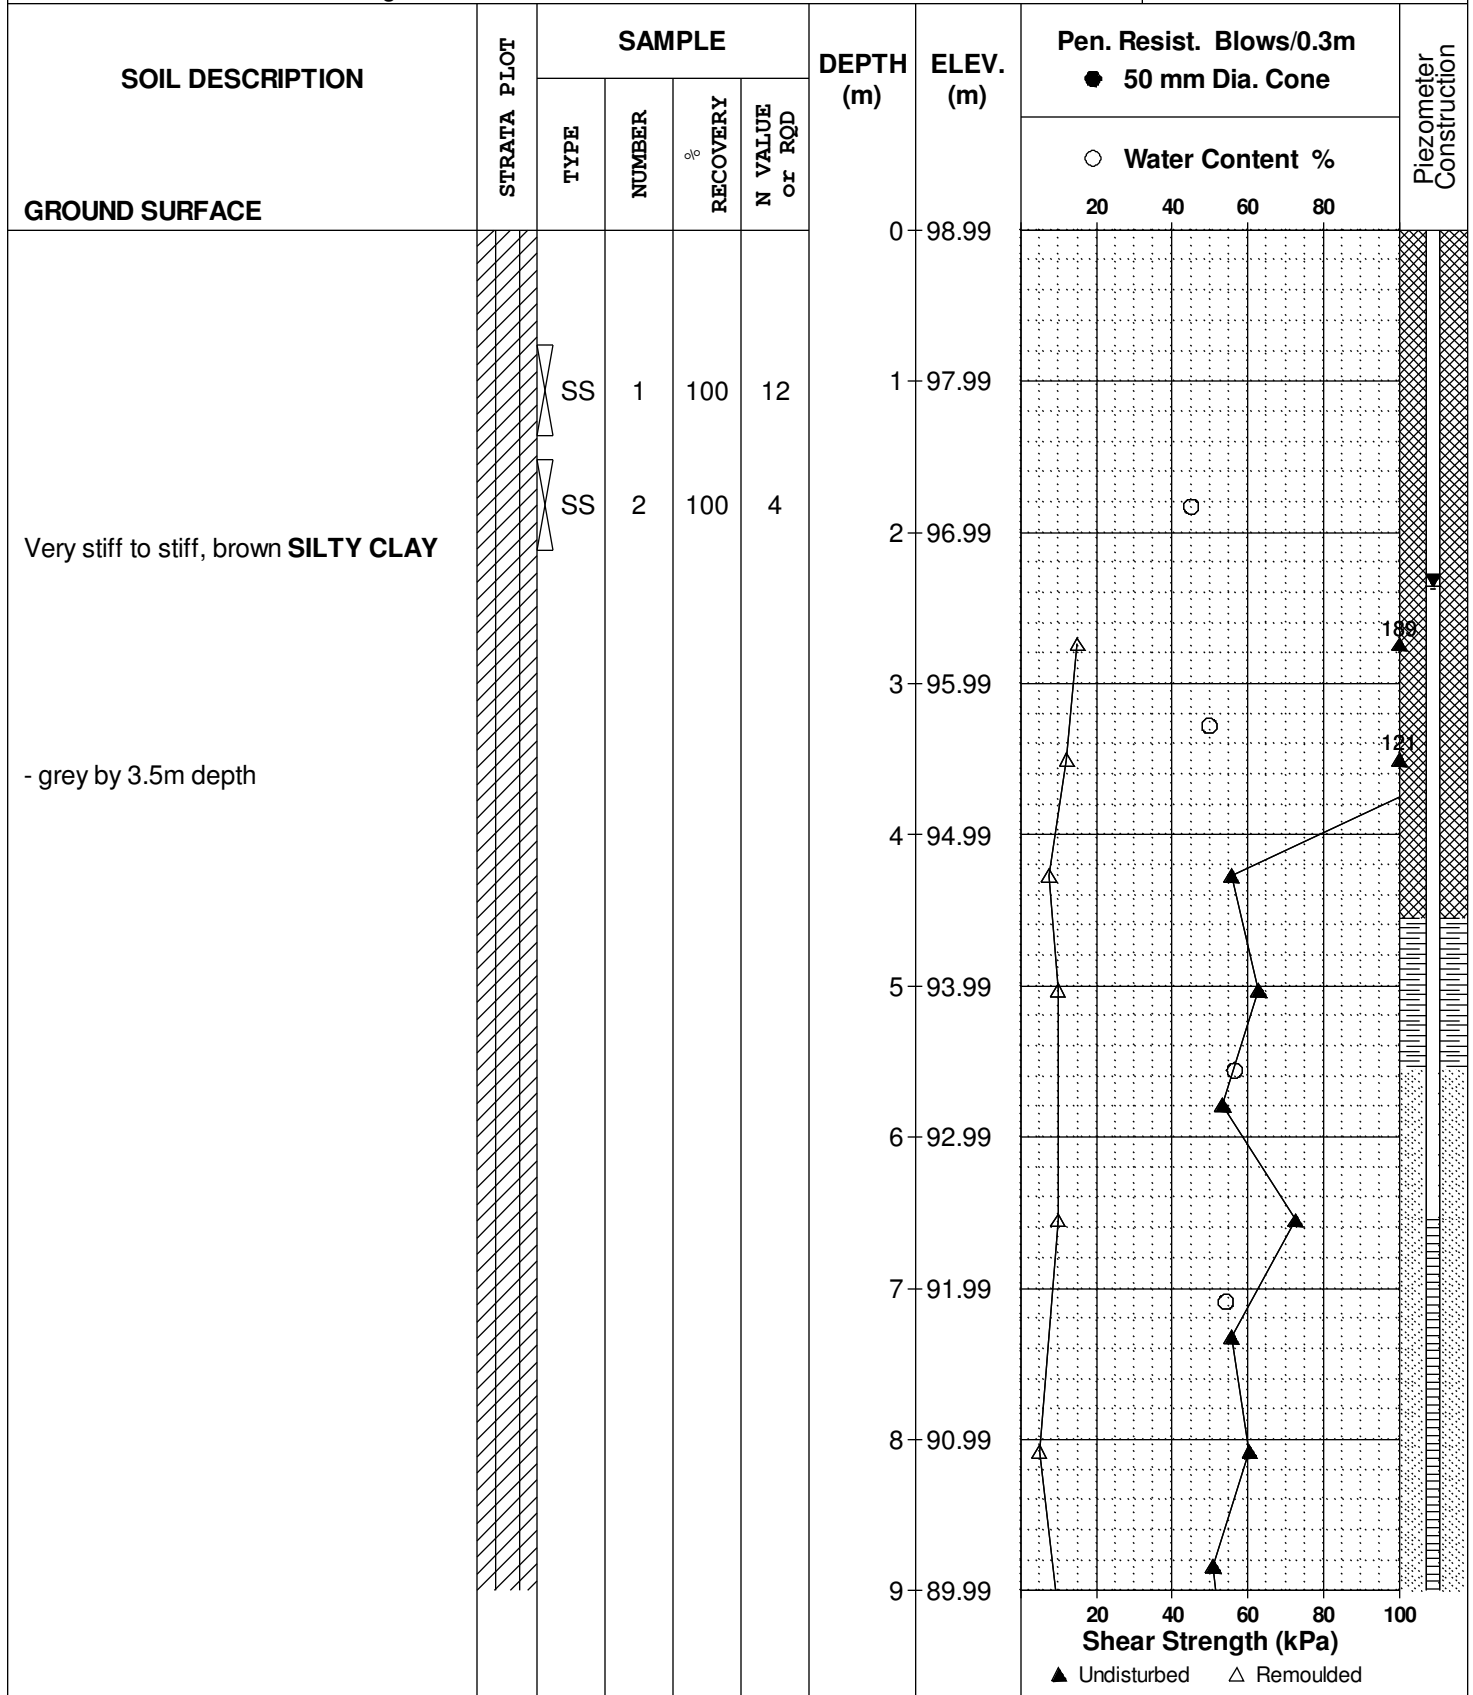 SOIL DESCRIPTION
GROUND SURFACE
STRATA PLOT
SAMPLE
TYPE
NUMBER
%
RECOVERY
N VALUE
or RQD
DEPTH
(m)
ELEV.
(m)
Pen. Resist. Blows/0.3m
● 50 mm Dia. Cone
○ Water Content %
20 40 60 80
Piezometer
Construction
0 98.99
SS 1 100 12
1 97.99
SS 2 100 4
2 96.99
Very stiff to stiff, brown SILTY CLAY
189
3 95.99
121
- grey by 3.5m depth
4 94.99
5 93.99
6 92.99
7 91.99
8 90.99
9 89.99
20 40 60 80 100
Shear Strength (kPa)
▲ Undisturbed △ Remoulded